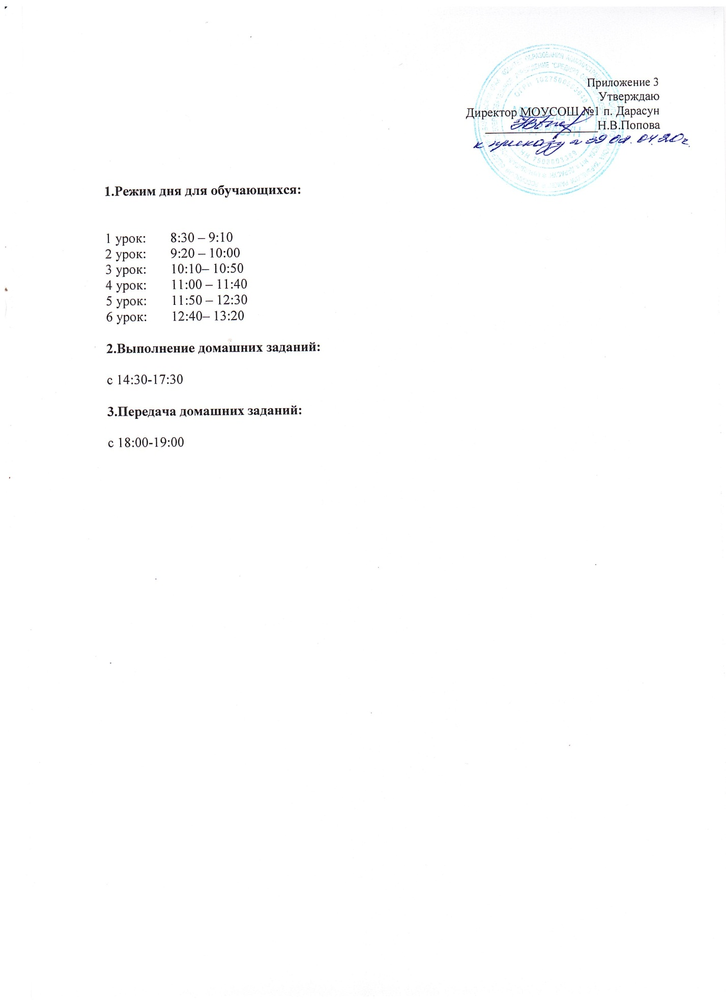 Приложение 3
Утверждаю
Директор МОУСОШ №1 п. Дарасун
Н.В.Попова
к приказу 39 04.20г.
ОГРН 1027500
1.Режим дня для обучающихся:
1 урок: 8:30 – 9:10
2 урок: 9:20 – 10:00
3 урок: 10:10– 10:50
4 урок: 11:00 – 11:40
5 урок: 11:50 – 12:30
6 урок: 12:40– 13:20
2.Выполнение домашних заданий:
с 14:30-17:30
3.Передача домашних заданий:
с 18:00-19:00